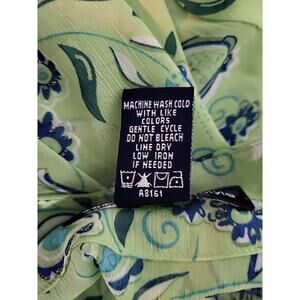 MACHINE WASH COLD
WITH LIKE
COLORS
GENTLE CYCLE
DO NOT BLEACH
LINE DRY
LOW IRON
IF NEEDED
A8161